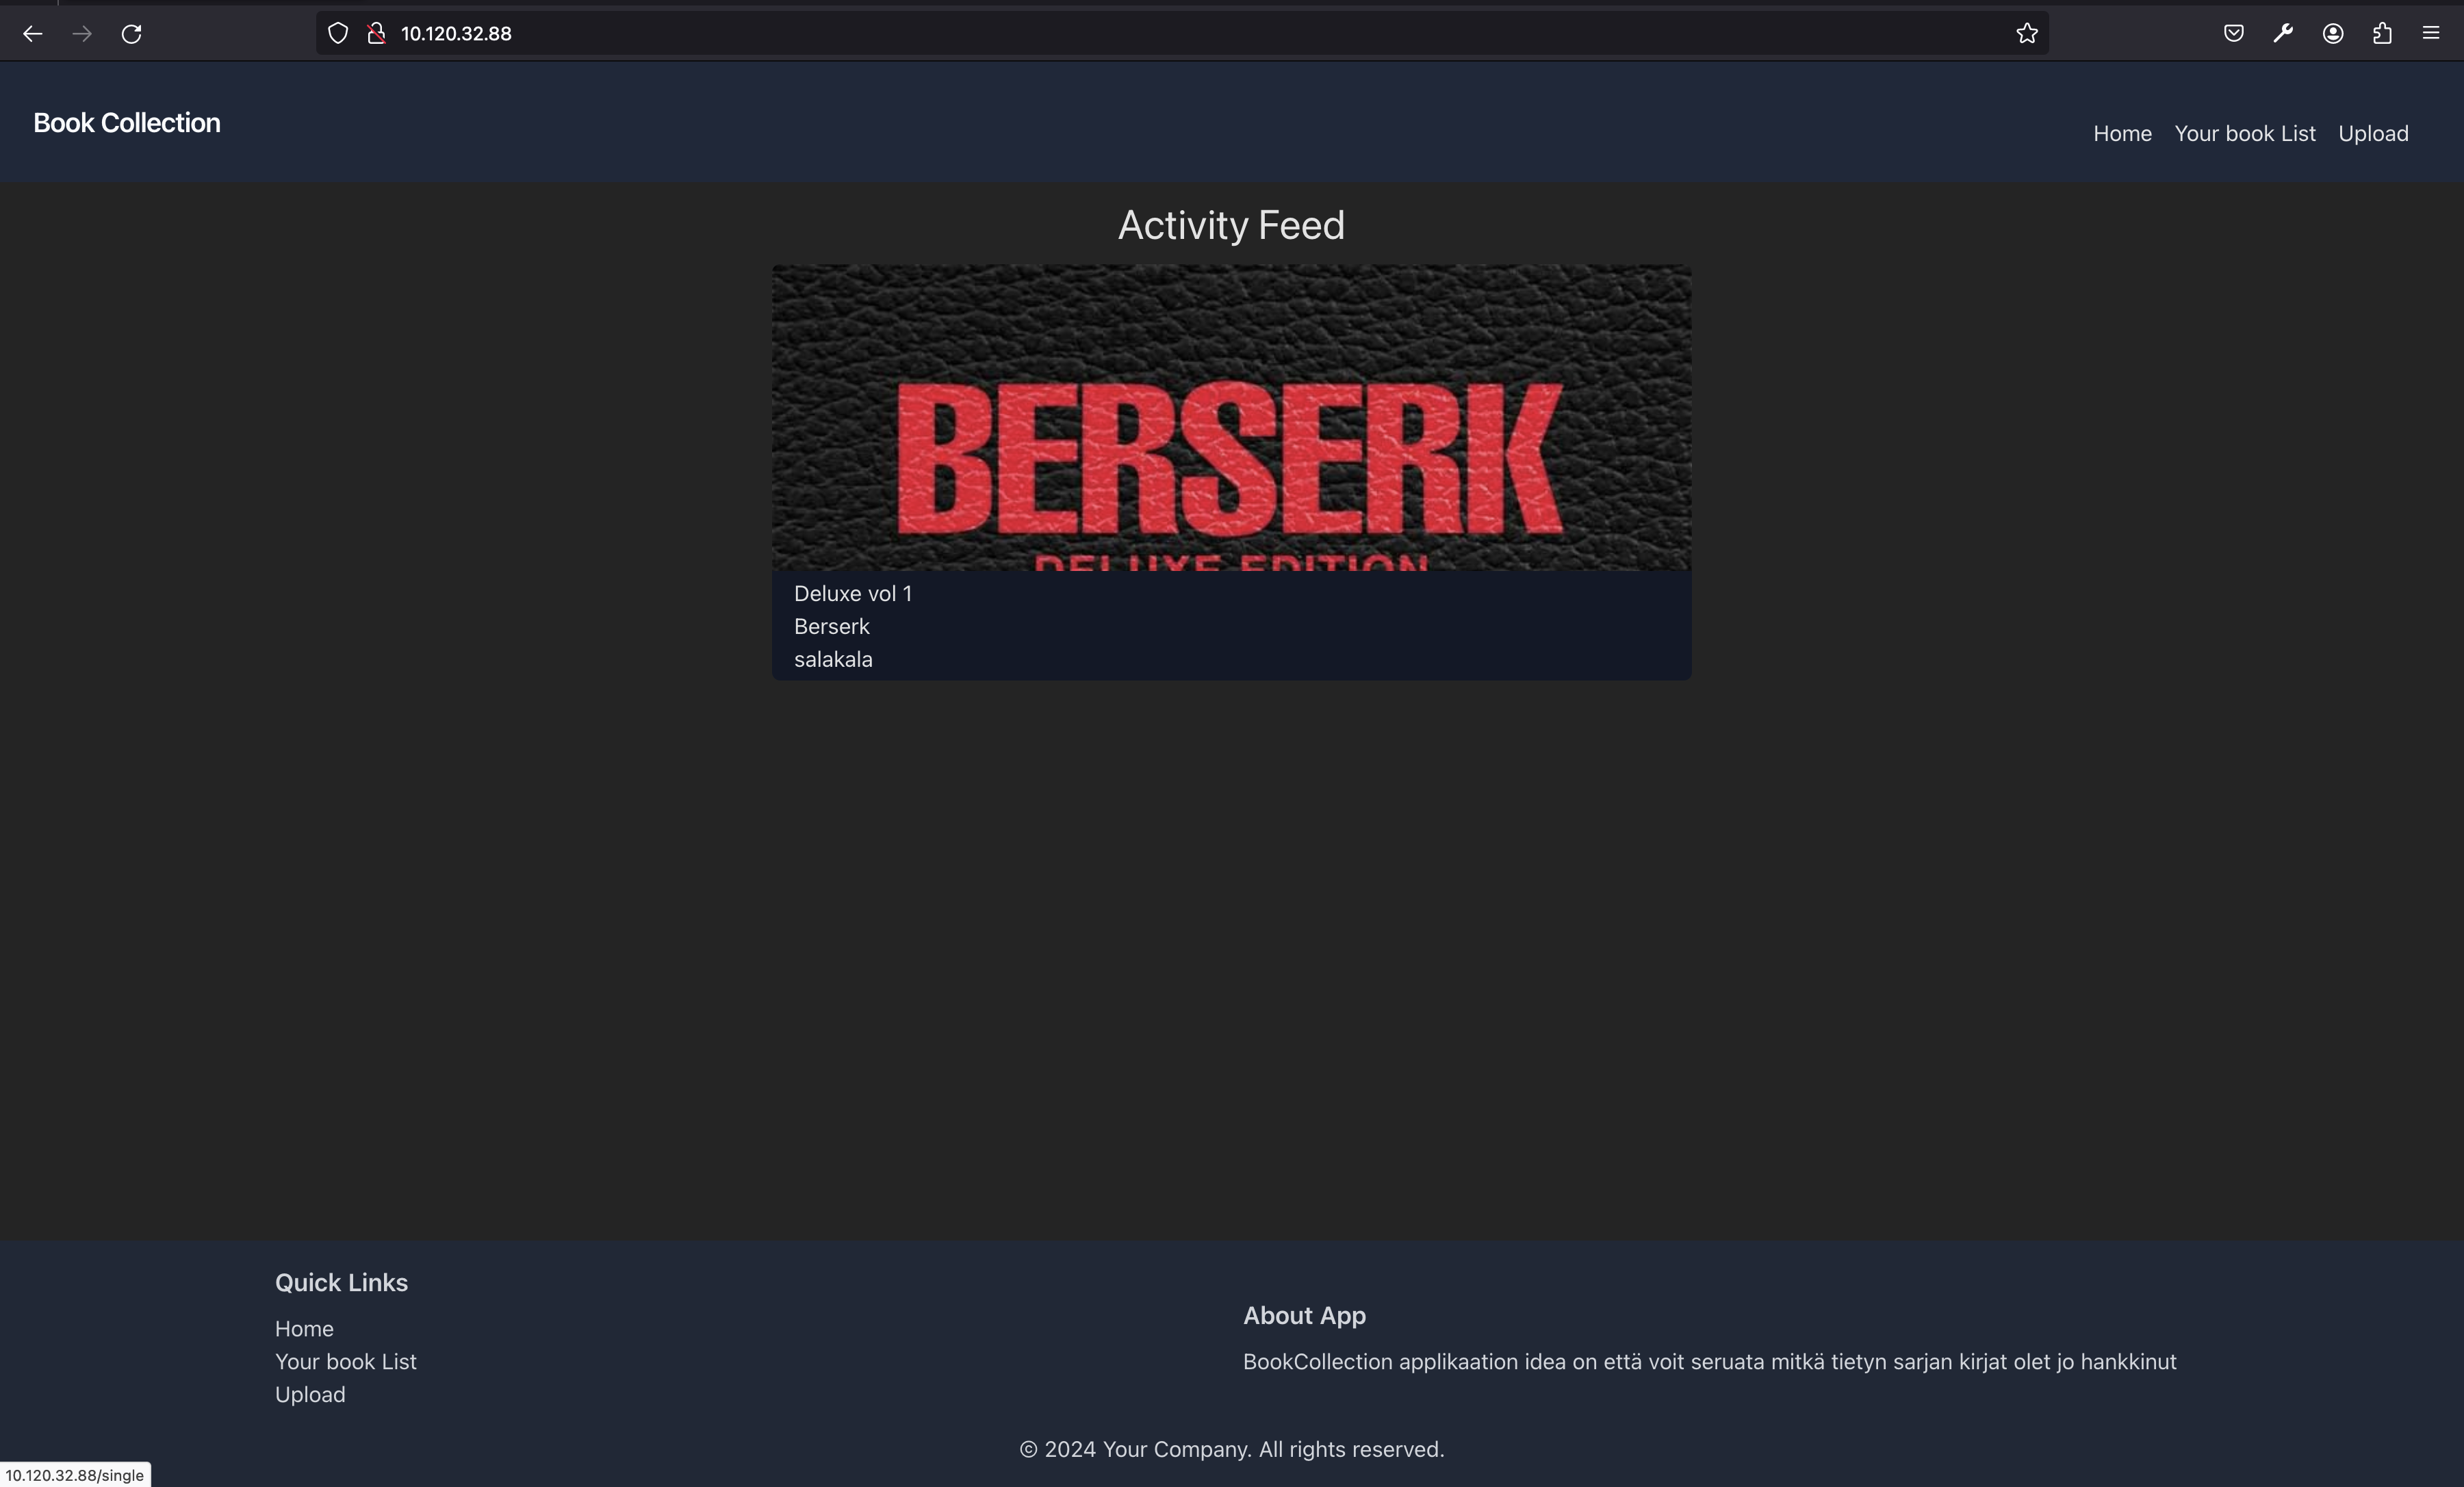 10.120.32.88
Book Collection
Home Your book List Upload
Activity Feed
BERSERK
DELUXE EDITION
Deluxe vol 1
Berserk
salakala
Quick Links
Home
Your book List
Upload
About App
BookCollection applikaation idea on että voit seruata mitkä tietyn sarjan kirjat olet jo hankkinut
© 2024 Your Company. All rights reserved.
10.120.32.88/single